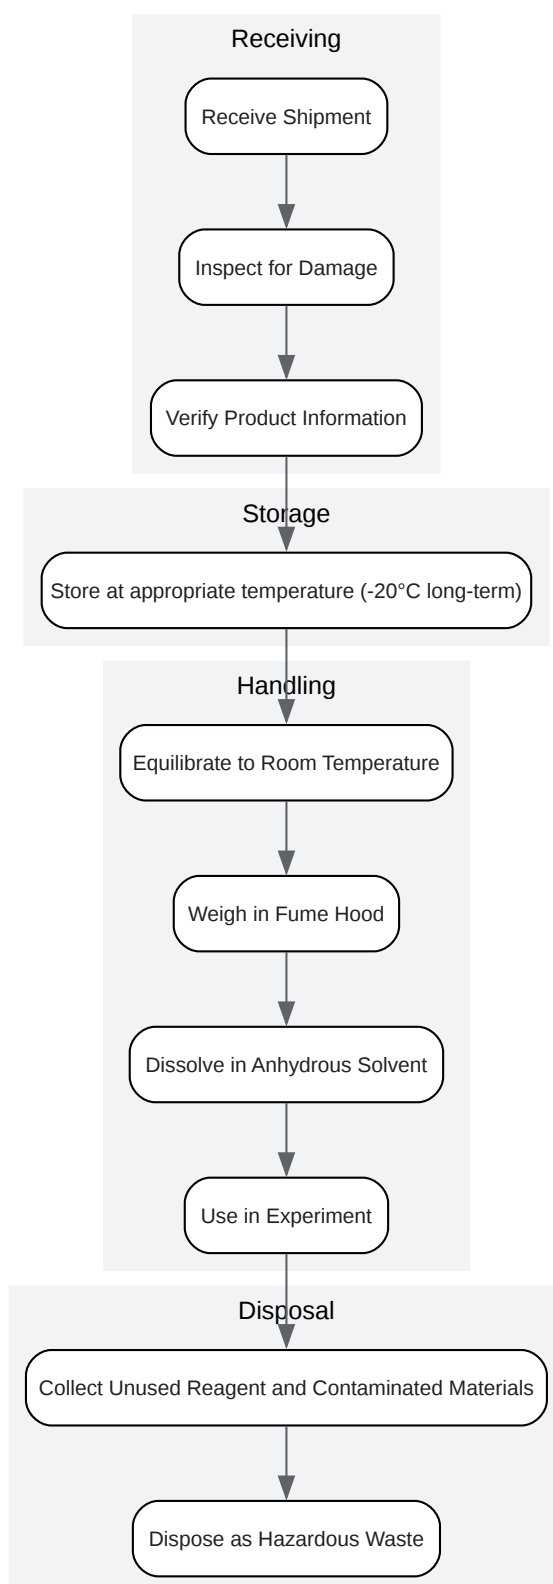 Receiving
Receive Shipment
Inspect for Damage
Verify Product Information
Storage
Store at appropriate temperature (-20°C long-term)
Handling
Equilibrate to Room Temperature
Weigh in Fume Hood
Dissolve in Anhydrous Solvent
Use in Experiment
Disposal
Collect Unused Reagent and Contaminated Materials
Dispose as Hazardous Waste